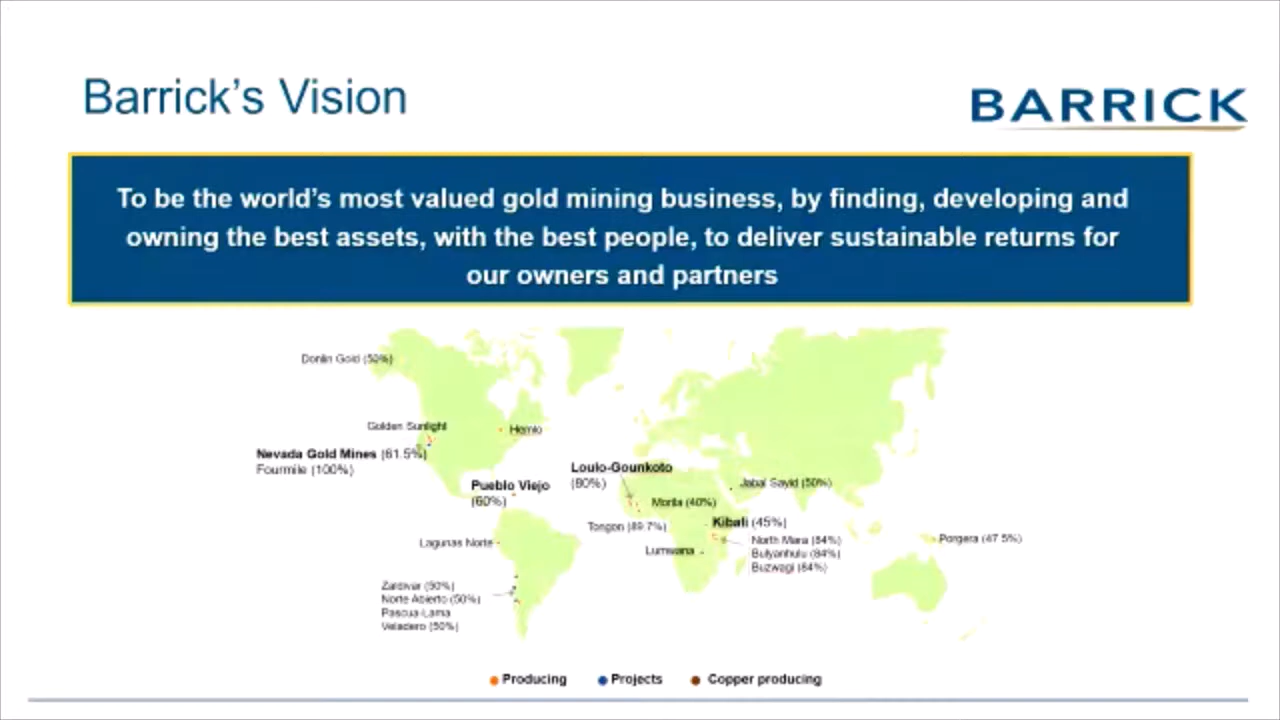 Barrick's Vision
BARRICK
To be the world's most valued gold mining business, by finding, developing and
owning the best assets, with the best people, to deliver sustainable returns for
our owners and partners
Donlin Gold (50%)
Golden Sunlight
Hemlo
Nevada Gold Mines (61.5%)
Fourmile (100%)
Loulo-Gounkoto
(80%)
Pueblo Viejo
(60%)
Jabal Sayid (50%)
Morila (40%)
Tongon (89.7%)
Kibali (45%)
Lagunas Norte
Lumwana
North Mara (84%)
Bulyanhulu (84%)
Buzwagi (84%)
Porgera (47.5%)
Zaldívar (50%)
Norte Abierto (50%)
Pascua-Lama
Veladero (50%)
Producing
Projects
Copper producing